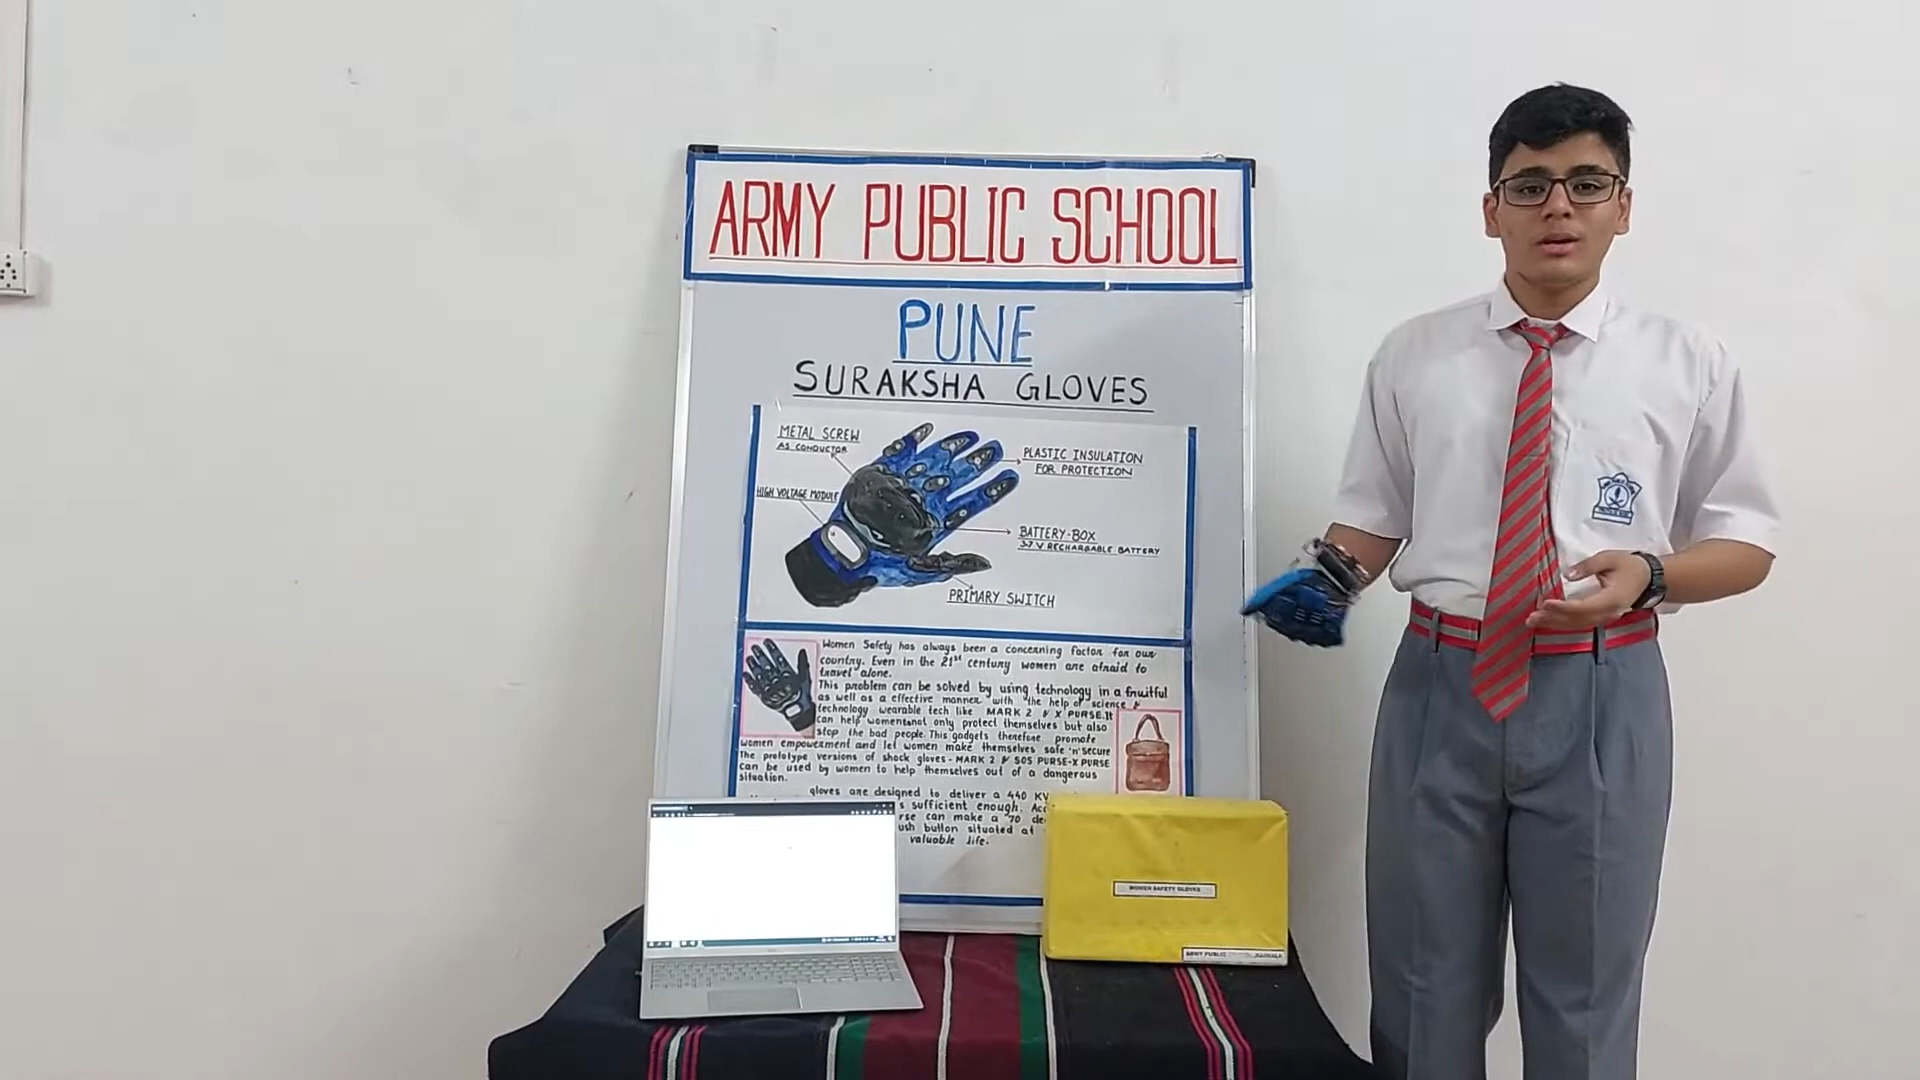 ARMY PUBLIC SCHOOL
PUNE
SURAKSHA GLOVES
METAL SCREW
AS CONDUCTOR
HIGH VOLTAGE MODULE
PLASTIC INSULATION
FOR PROTECTION
BATTERY-BOX
3.7 V RECHARGABLE BATTERY
PRIMARY SWITCH
Women Safety has always been a concerning factor for our
country. Even in the 21st century women are afraid to
travel alone.
This problem can be solved by using technology in a fruitful
as well as a effective manner with the help of science &
technology wearable tech like MARK 2 & X PURSE. It
can help women not only protect themselves but also
stop the bad people. This gadgets therefore promote
women empowerment and let women make themselves safe 'n' secure
The prototype versions of shock gloves - MARK 2 & SOS PURSE-X PURSE
can be used by women to help themselves out of a dangerous
situation.
gloves are designed to deliver a 440 KV
s sufficient enough.
rse can make a 70 de
ush button situated at
valuable life.
WOMEN SAFETY GLOVES
ARMY PUBLIC SCHOOL